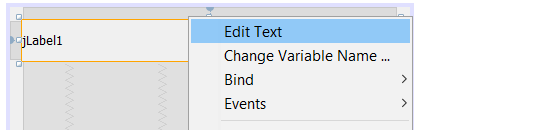 jLabel1
Edit Text
Change Variable Name ...
Bind
Events